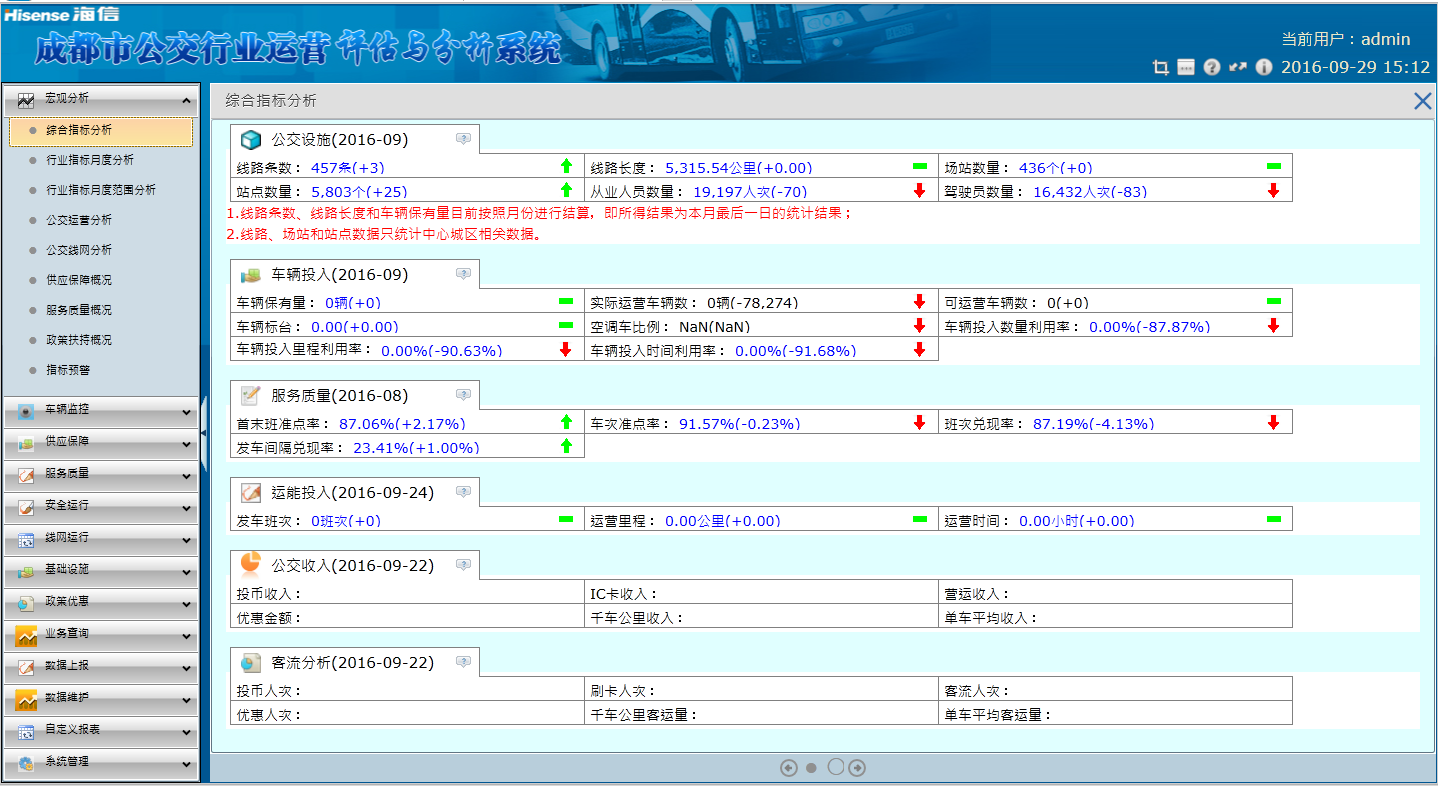 Hisense 海信
成都市公交行业运营评估与分析系统
当前用户：admin
2016-09-29 15:12
宏观分析
综合指标分析
行业指标月度分析
行业指标月度范围分析
公交运营分析
公交线网分析
供应保障概况
服务质量概况
政策扶持概况
指标预警
车辆监控
供应保障
服务质量
安全运行
线网运行
基础设施
政策优惠
业务查询
数据上报
数据维护
自定义报表
系统管理
综合指标分析
公交设施(2016-09)
线路条数： 457条(+3) 线路长度： 5,315.54公里(+0.00) 场站数量： 436个(+0)
站点数量： 5,803个(+25) 从业人员数量： 19,197人次(-70) 驾驶员数量： 16,432人次(-83)
1.线路条数、线路长度和车辆保有量目前按照月份进行结算，即所得结果为本月最后一日的统计结果；
2.线路、场站和站点数据只统计中心城区相关数据。
车辆投入(2016-09)
车辆保有量： 0辆(+0) 实际运营车辆数： 0辆(-78,274) 可运营车辆数： 0(+0)
车辆标台： 0.00(+0.00) 空调车比例： NaN(NaN) 车辆投入数量利用率： 0.00%(-87.87%)
车辆投入里程利用率： 0.00%(-90.63%) 车辆投入时间利用率： 0.00%(-91.68%)
服务质量(2016-08)
首末班准点率： 87.06%(+2.17%) 车次准点率： 91.57%(-0.23%) 班次兑现率： 87.19%(-4.13%)
发车间隔兑现率： 23.41%(+1.00%)
运能投入(2016-09-24)
发车班次： 0班次(+0) 运营里程： 0.00公里(+0.00) 运营时间： 0.00小时(+0.00)
公交收入(2016-09-22)
投币收入： IC卡收入： 营运收入：
优惠金额： 千车公里收入： 单车平均收入：
客流分析(2016-09-22)
投币人次： 刷卡人次： 客流人次：
优惠人次： 千车公里客运量： 单车平均客运量：